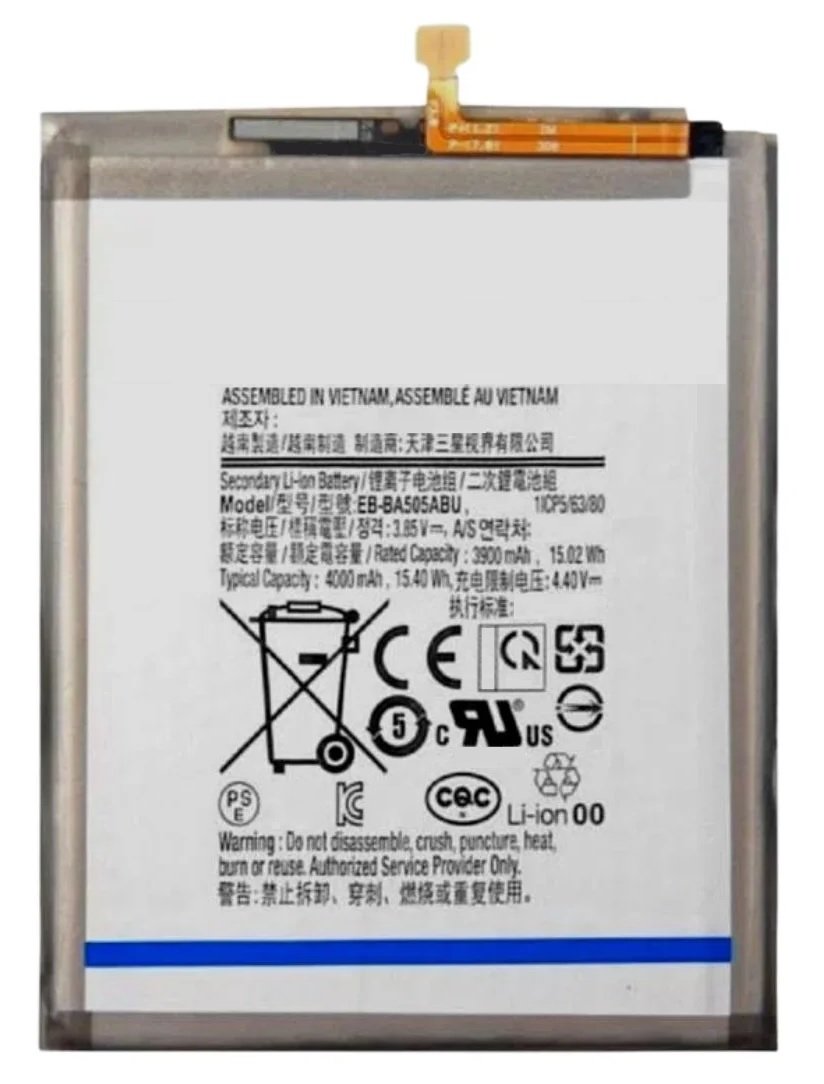 ASSEMBLED IN VIETNAM, ASSEMBLÉ AU VIETNAM
제조자 :
越南製造/越南制造 制造商:天津三星视界有限公司
Secondary Li-Ion Battery / 锂离子电池组 / 二次鋰電池組
Model/型号/型號:EB-BA505ABU, 1ICP5/63/80
标称电压/標稱電壓/정격:3.85V⎓, A/S 연락처:
额定容量/額定電容量/Rated Capacity: 3900 mAh, 15.02 Wh
Typical Capacity: 4000 mAh, 15.40 Wh, 充电限制电压: 4.40V⎓
执行标准:
CE
5
c RU® US
PS E
KC
CQC
Li-ion 00
Warning : Do not disassemble, crush, puncture, heat,
burn or reuse. Authorized Service Provider Only.
警告:禁止拆卸、穿刺、燃烧或重复使用。